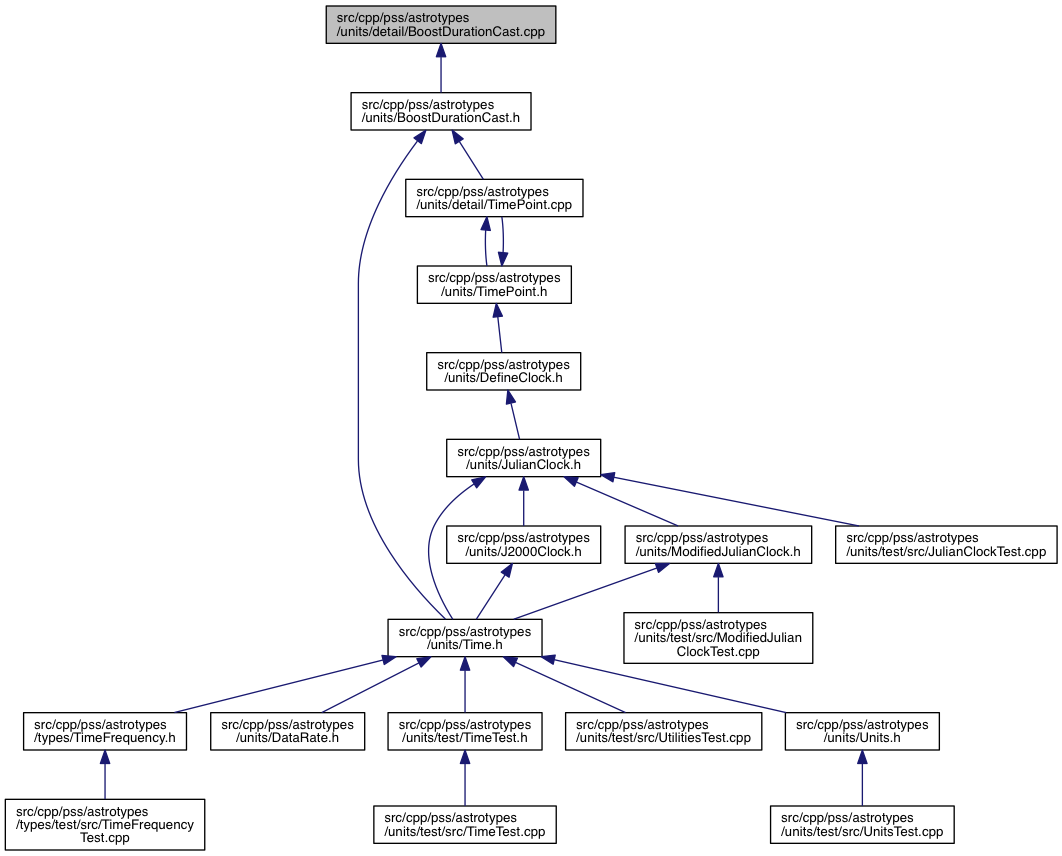 src/cpp/pss/astrotypes
/units/detail/BoostDurationCast.cpp
src/cpp/pss/astrotypes
/units/BoostDurationCast.h
src/cpp/pss/astrotypes
/units/detail/TimePoint.cpp
src/cpp/pss/astrotypes
/units/TimePoint.h
src/cpp/pss/astrotypes
/units/DefineClock.h
src/cpp/pss/astrotypes
/units/JulianClock.h
src/cpp/pss/astrotypes
/units/J2000Clock.h
src/cpp/pss/astrotypes
/units/ModifiedJulianClock.h
src/cpp/pss/astrotypes
/units/test/src/JulianClockTest.cpp
src/cpp/pss/astrotypes
/units/Time.h
src/cpp/pss/astrotypes
/units/test/src/ModifiedJulian
ClockTest.cpp
src/cpp/pss/astrotypes
/types/TimeFrequency.h
src/cpp/pss/astrotypes
/units/DataRate.h
src/cpp/pss/astrotypes
/units/test/TimeTest.h
src/cpp/pss/astrotypes
/units/test/src/UtilitiesTest.cpp
src/cpp/pss/astrotypes
/units/Units.h
src/cpp/pss/astrotypes
/types/test/src/TimeFrequency
Test.cpp
src/cpp/pss/astrotypes
/units/test/src/TimeTest.cpp
src/cpp/pss/astrotypes
/units/test/src/UnitsTest.cpp